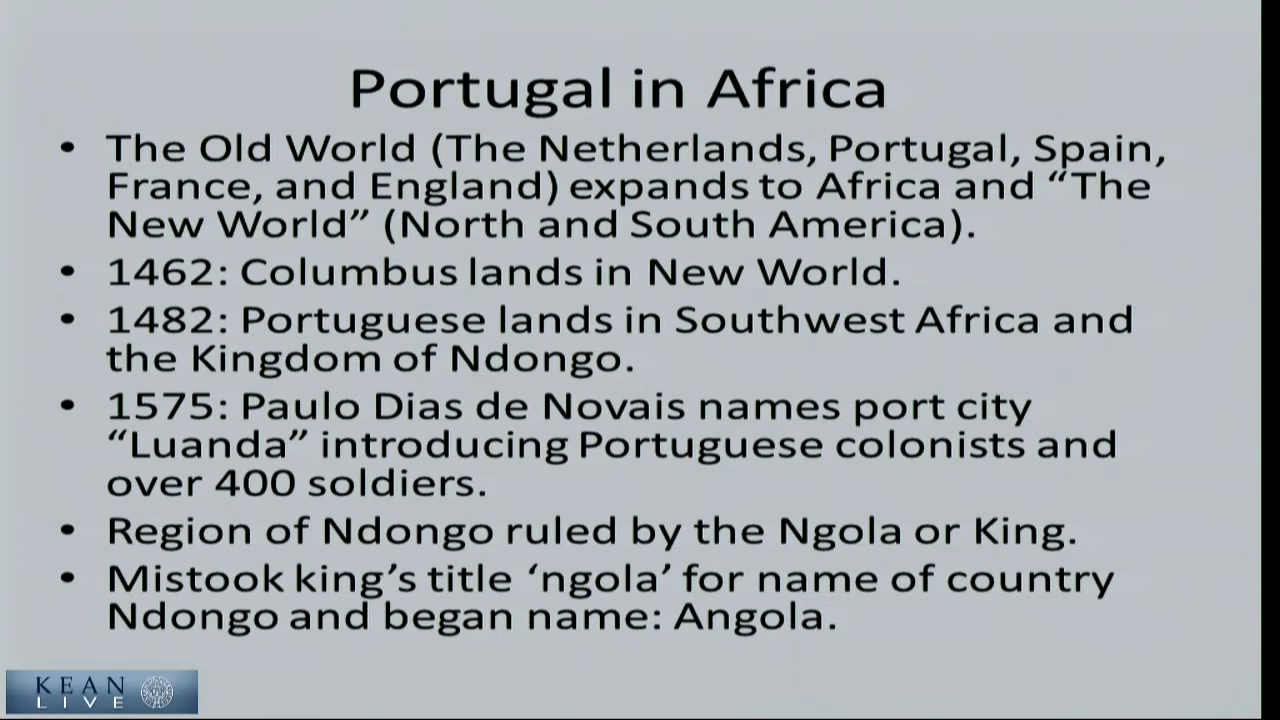 Portugal in Africa
• The Old World (The Netherlands, Portugal, Spain,
France, and England) expands to Africa and “The
New World” (North and South America).
• 1462: Columbus lands in New World.
• 1482: Portuguese lands in Southwest Africa and
the Kingdom of Ndongo.
• 1575: Paulo Dias de Novais names port city
“Luanda” introducing Portuguese colonists and
over 400 soldiers.
• Region of Ndongo ruled by the Ngola or King.
• Mistook king’s title ‘ngola’ for name of country
Ndongo and began name: Angola.
KEAN
LIVE